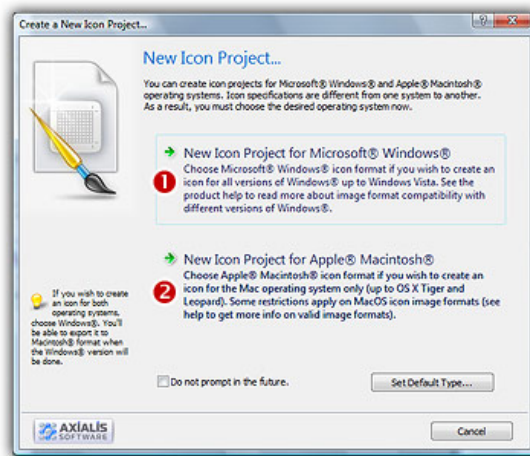 Create a New Icon Project...
New Icon Project...
You can create icon projects for Microsoft® Windows® and Apple® Macintosh®
operating systems. Icon specifications are different from one system to another.
As a result, you must choose the desired operating system now.
New Icon Project for Microsoft® Windows®
1
Choose Microsoft® Windows® icon format if you wish to create an
icon for all versions of Windows® up to Windows Vista. See the
product help to read more about image format compatibility with
different versions of Windows®.
New Icon Project for Apple® Macintosh®
2
Choose Apple® Macintosh® icon format if you wish to create an
icon for the Mac operating system only (up to OS X Tiger and
Leopard). Some restrictions apply on MacOS icon image formats (see
help to get more info on valid image formats).
If you wish to create
an icon for both
operating systems,
choose Windows®. You'll
be able to export it to
Macintosh® format when
the Windows® version will
be done.
Do not prompt in the future.
Set Default Type...
AXIALIS
SOFTWARE
Cancel